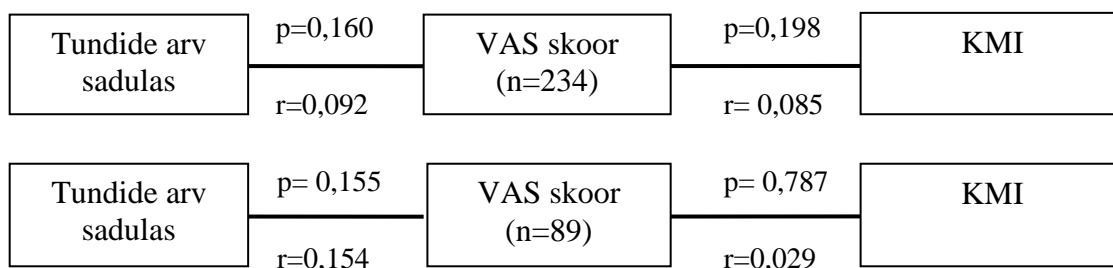 Tundide arv
sadulas
p=0,160
r=0,092
VAS skoor
(n=234)
p=0,198
r= 0,085
KMI
Tundide arv
sadulas
p= 0,155
r=0,154
VAS skoor
(n=89)
p= 0,787
r=0,029
KMI